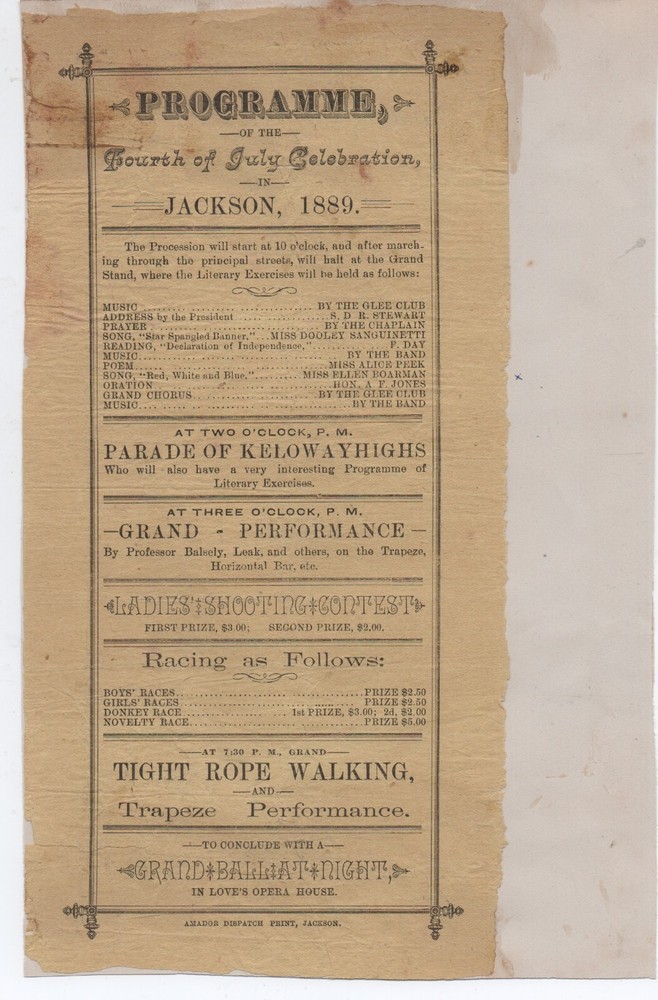 PROGRAMME,
—OF THE—
Fourth of July Celebration,
—IN—
JACKSON, 1889.
The Procession will start at 10 o'clock, and after march-
ing through the principal streets, will halt at the Grand
Stand, where the Literary Exercises will be held as follows:
MUSIC .................... BY THE GLEE CLUB
ADDRESS by the President ............ S. D R. STEWART
PRAYER .................... BY THE CHAPLAIN
SONG, "Star Spangled Banner,"....MISS DOOLEY SANGUINETTI
READING, "Declaration of Independence,".............F. DAY
MUSIC....................BY THE BAND
POEM....................MISS ALICE PEEK
SONG, "Red, White and Blue,".........MISS ELLEN BOARMAN
ORATION ....................HON. A F. JONES
GRAND CHORUS....................BY THE GLEE CLUB
MUSIC....................BY THE BAND
AT TWO O'CLOCK, P. M.
PARADE OF KELOWAYHIGHS
Who will also have a very interesting Programme of
Literary Exercises.
AT THREE O'CLOCK, P. M.
—GRAND - PERFORMANCE—
By Professor Balsely, Leak, and others, on the Trapeze,
Horizontal Bar, etc.
LADIES' SHOOTING CONTEST
FIRST PRIZE, $3.00; SECOND PRIZE, $2.00.
Racing as Follows:
BOYS' RACES....................PRIZE $2.50
GIRLS' RACES....................PRIZE $2.50
DONKEY RACE.............1st PRIZE, $3.00; 2d, $2.00
NOVELTY RACE....................PRIZE $5.00
—AT 7:30 P. M., GRAND—
TIGHT ROPE WALKING,
—AND—
Trapeze Performance.
—TO CONCLUDE WITH A—
GRAND BALL AT NIGHT,
IN LOVE'S OPERA HOUSE.
AMADOR DISPATCH PRINT, JACKSON.